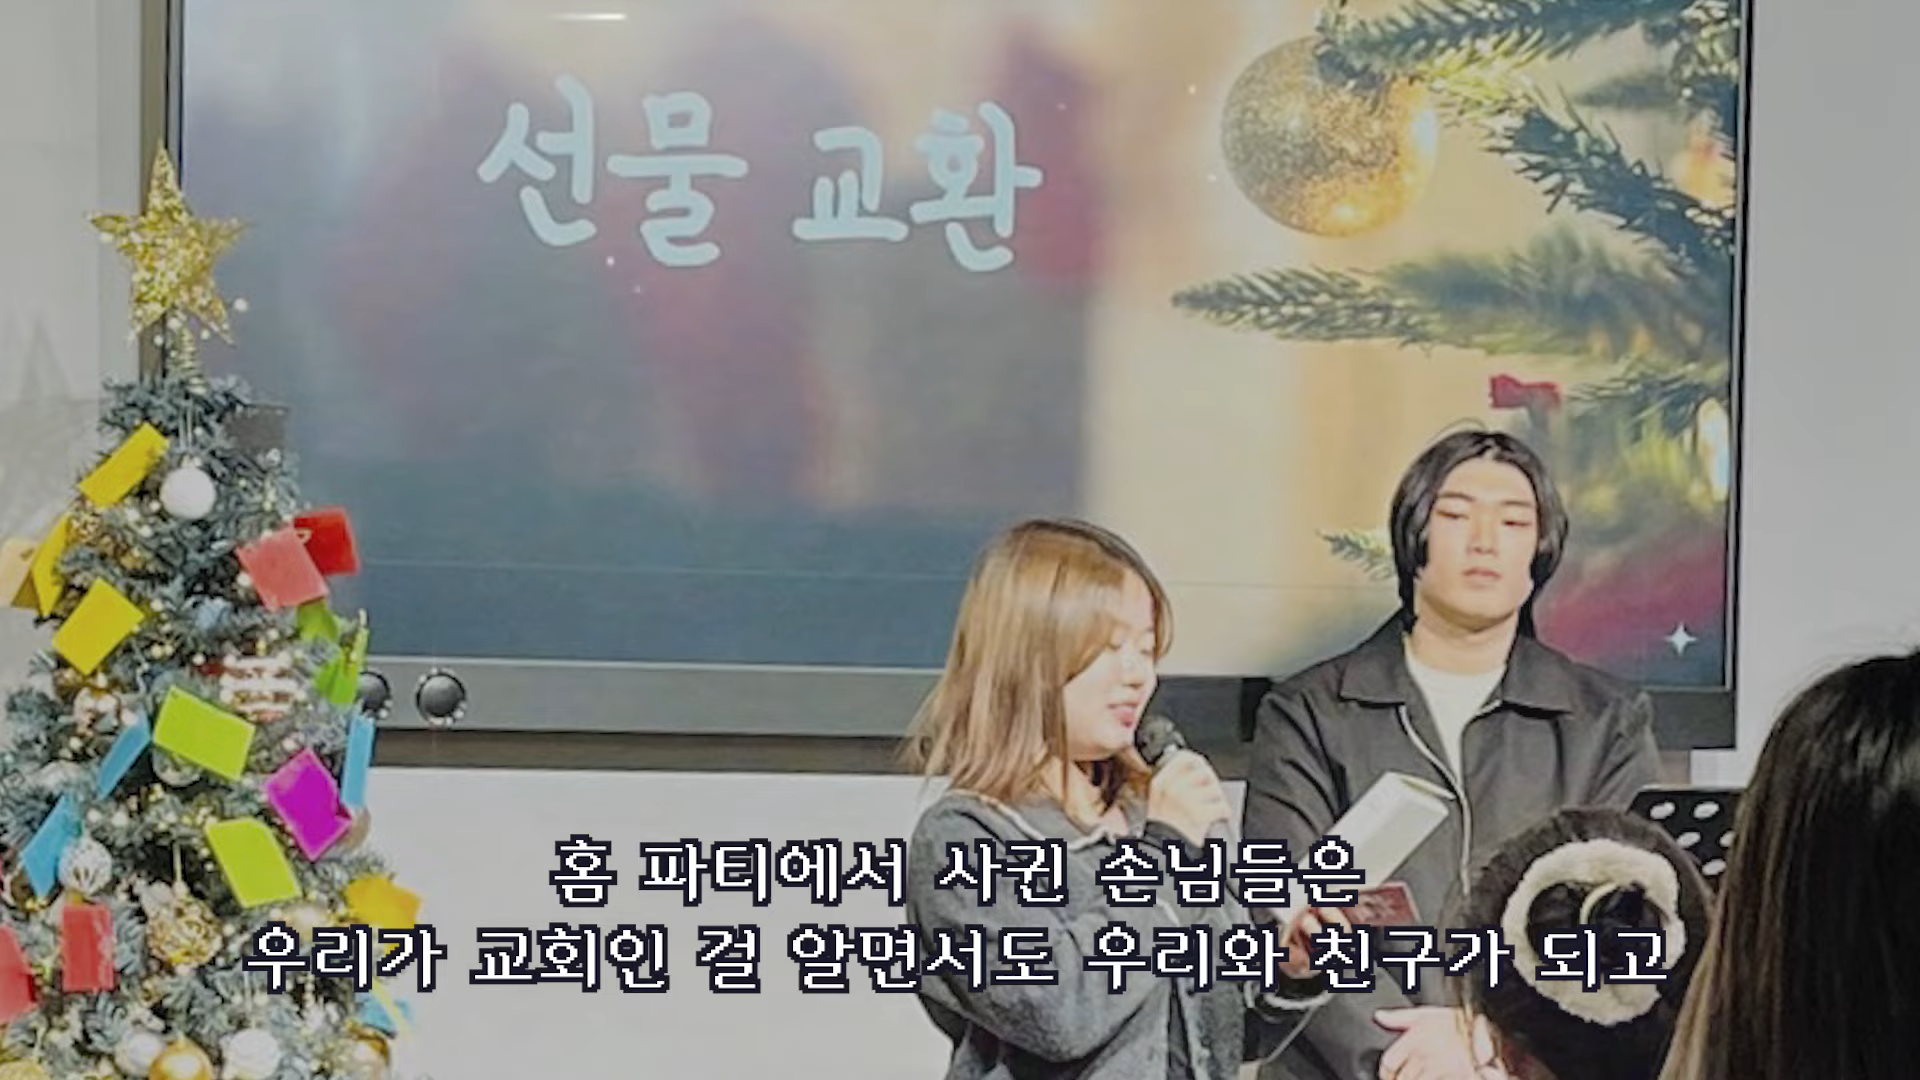 선물 교환
홈 파티에서 사귄 손님들은
우리가 교회인 걸 알면서도 우리와 친구가 되고